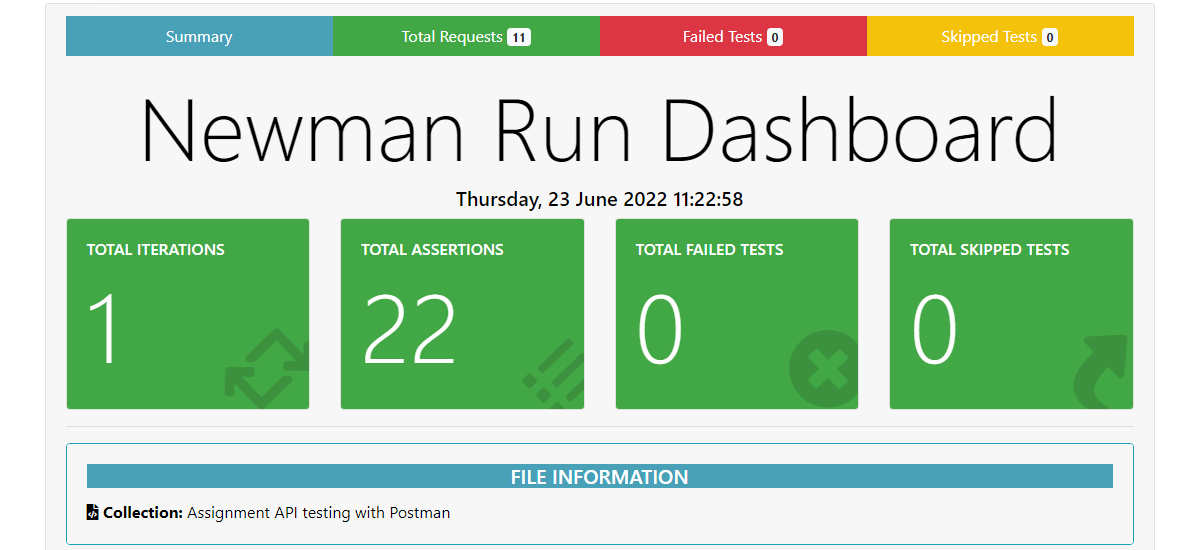 Summary
Total Requests 11
Failed Tests 0
Skipped Tests 0
Newman Run Dashboard
Thursday, 23 June 2022 11:22:58
TOTAL ITERATIONS
1
TOTAL ASSERTIONS
22
TOTAL FAILED TESTS
0
TOTAL SKIPPED TESTS
0
FILE INFORMATION
Collection: Assignment API testing with Postman